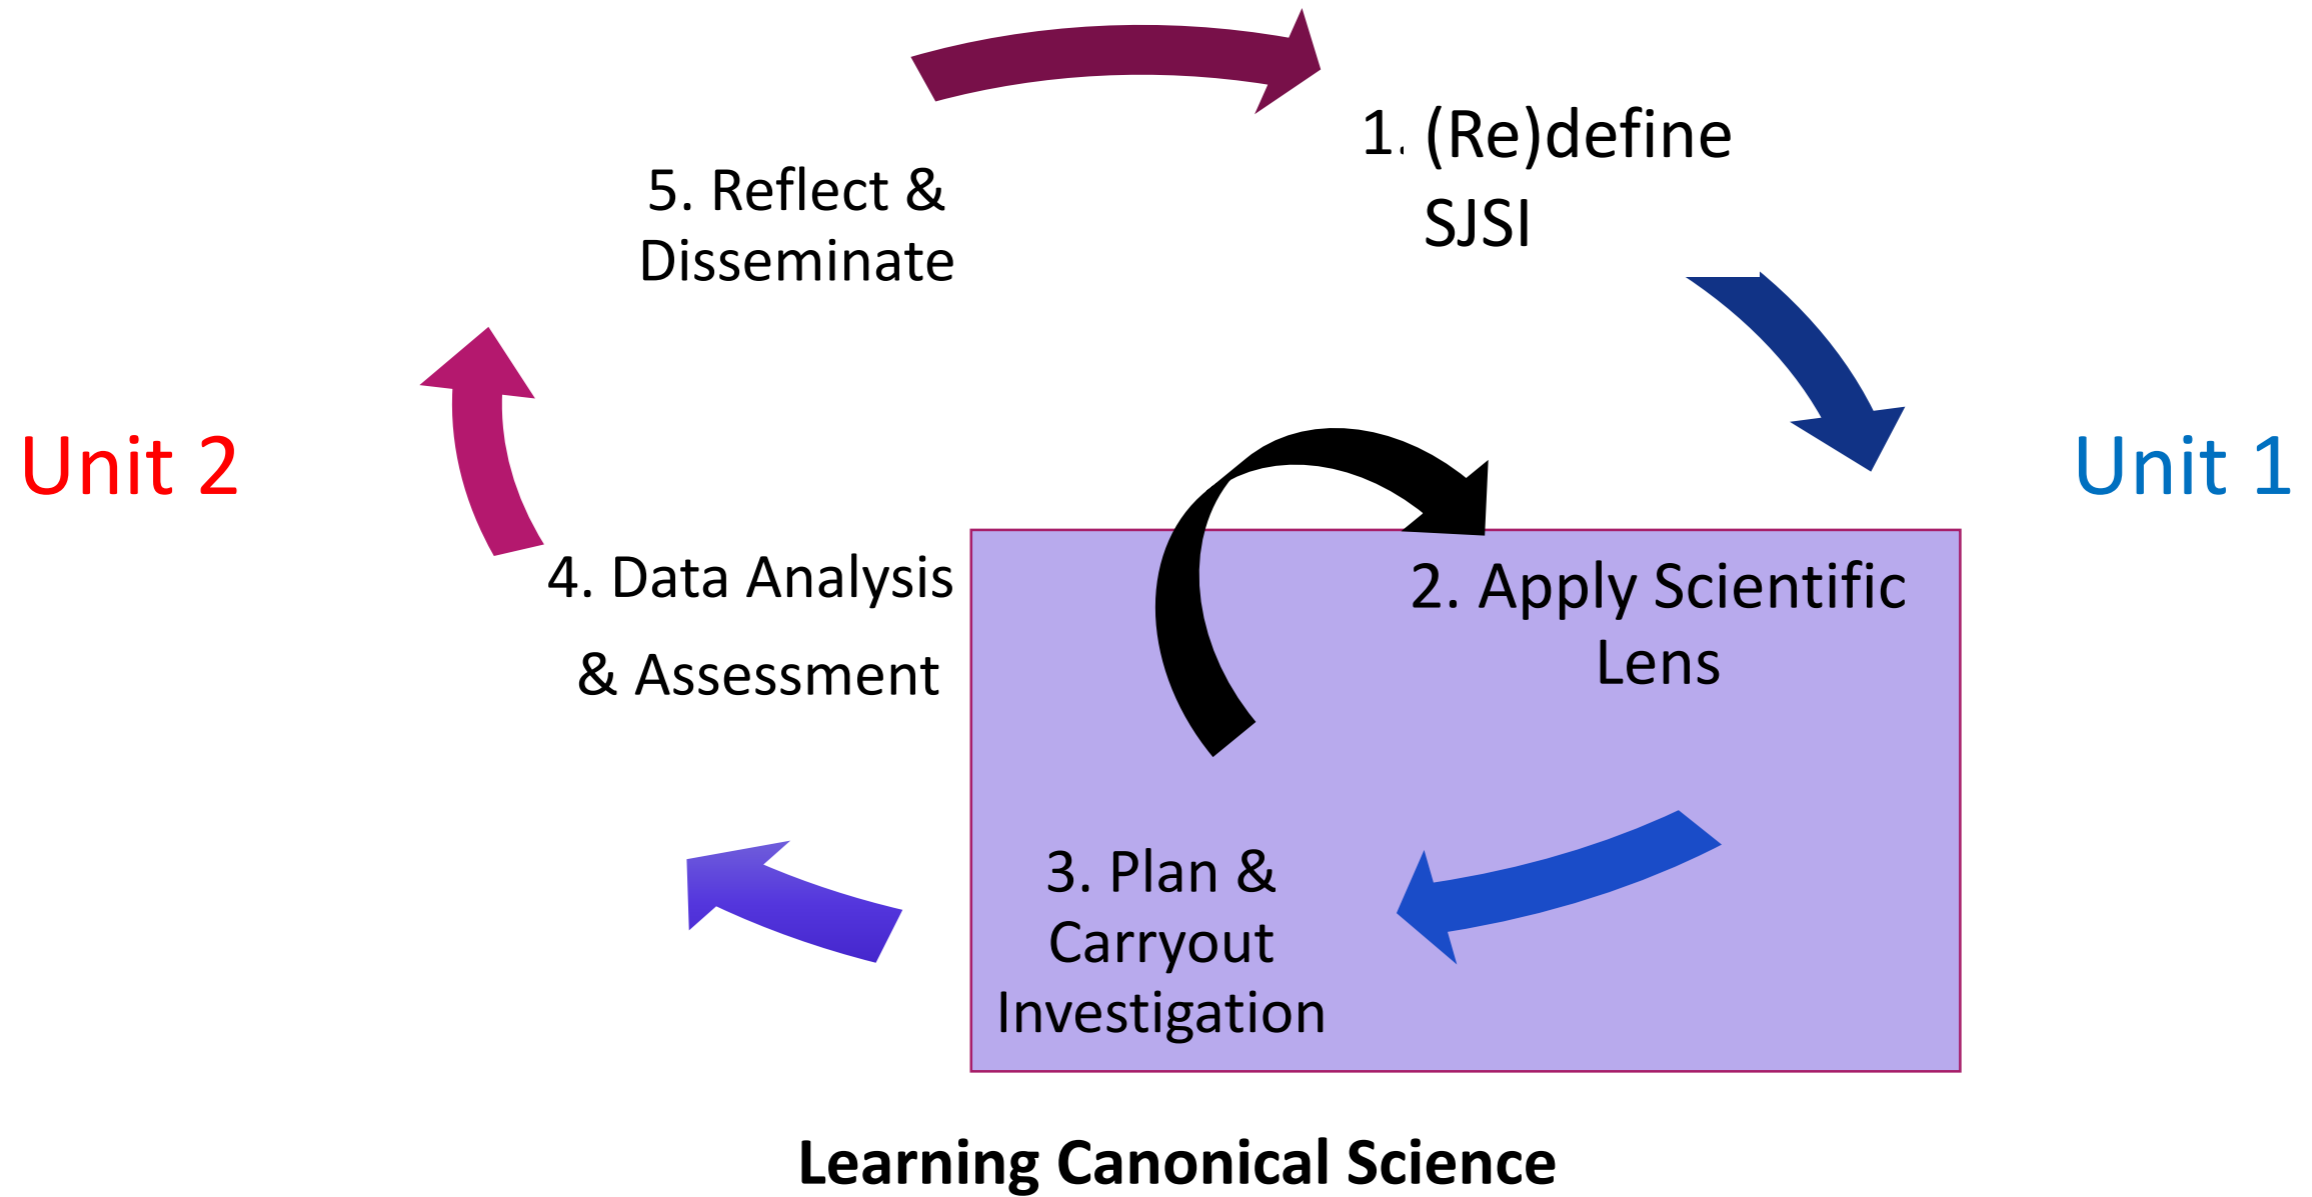 1. (Re)define
SJSI
5. Reflect &
Disseminate
Unit 2
Unit 1
4. Data Analysis
& Assessment
2. Apply Scientific
Lens
3. Plan &
Carryout
Investigation
Learning Canonical Science